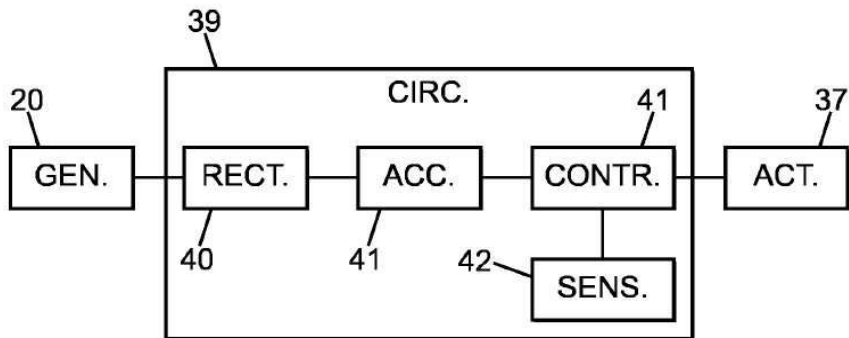 39
CIRC.
20
41
37
GEN.
RECT.
ACC.
CONTR.
ACT.
40
41
42
SENS.